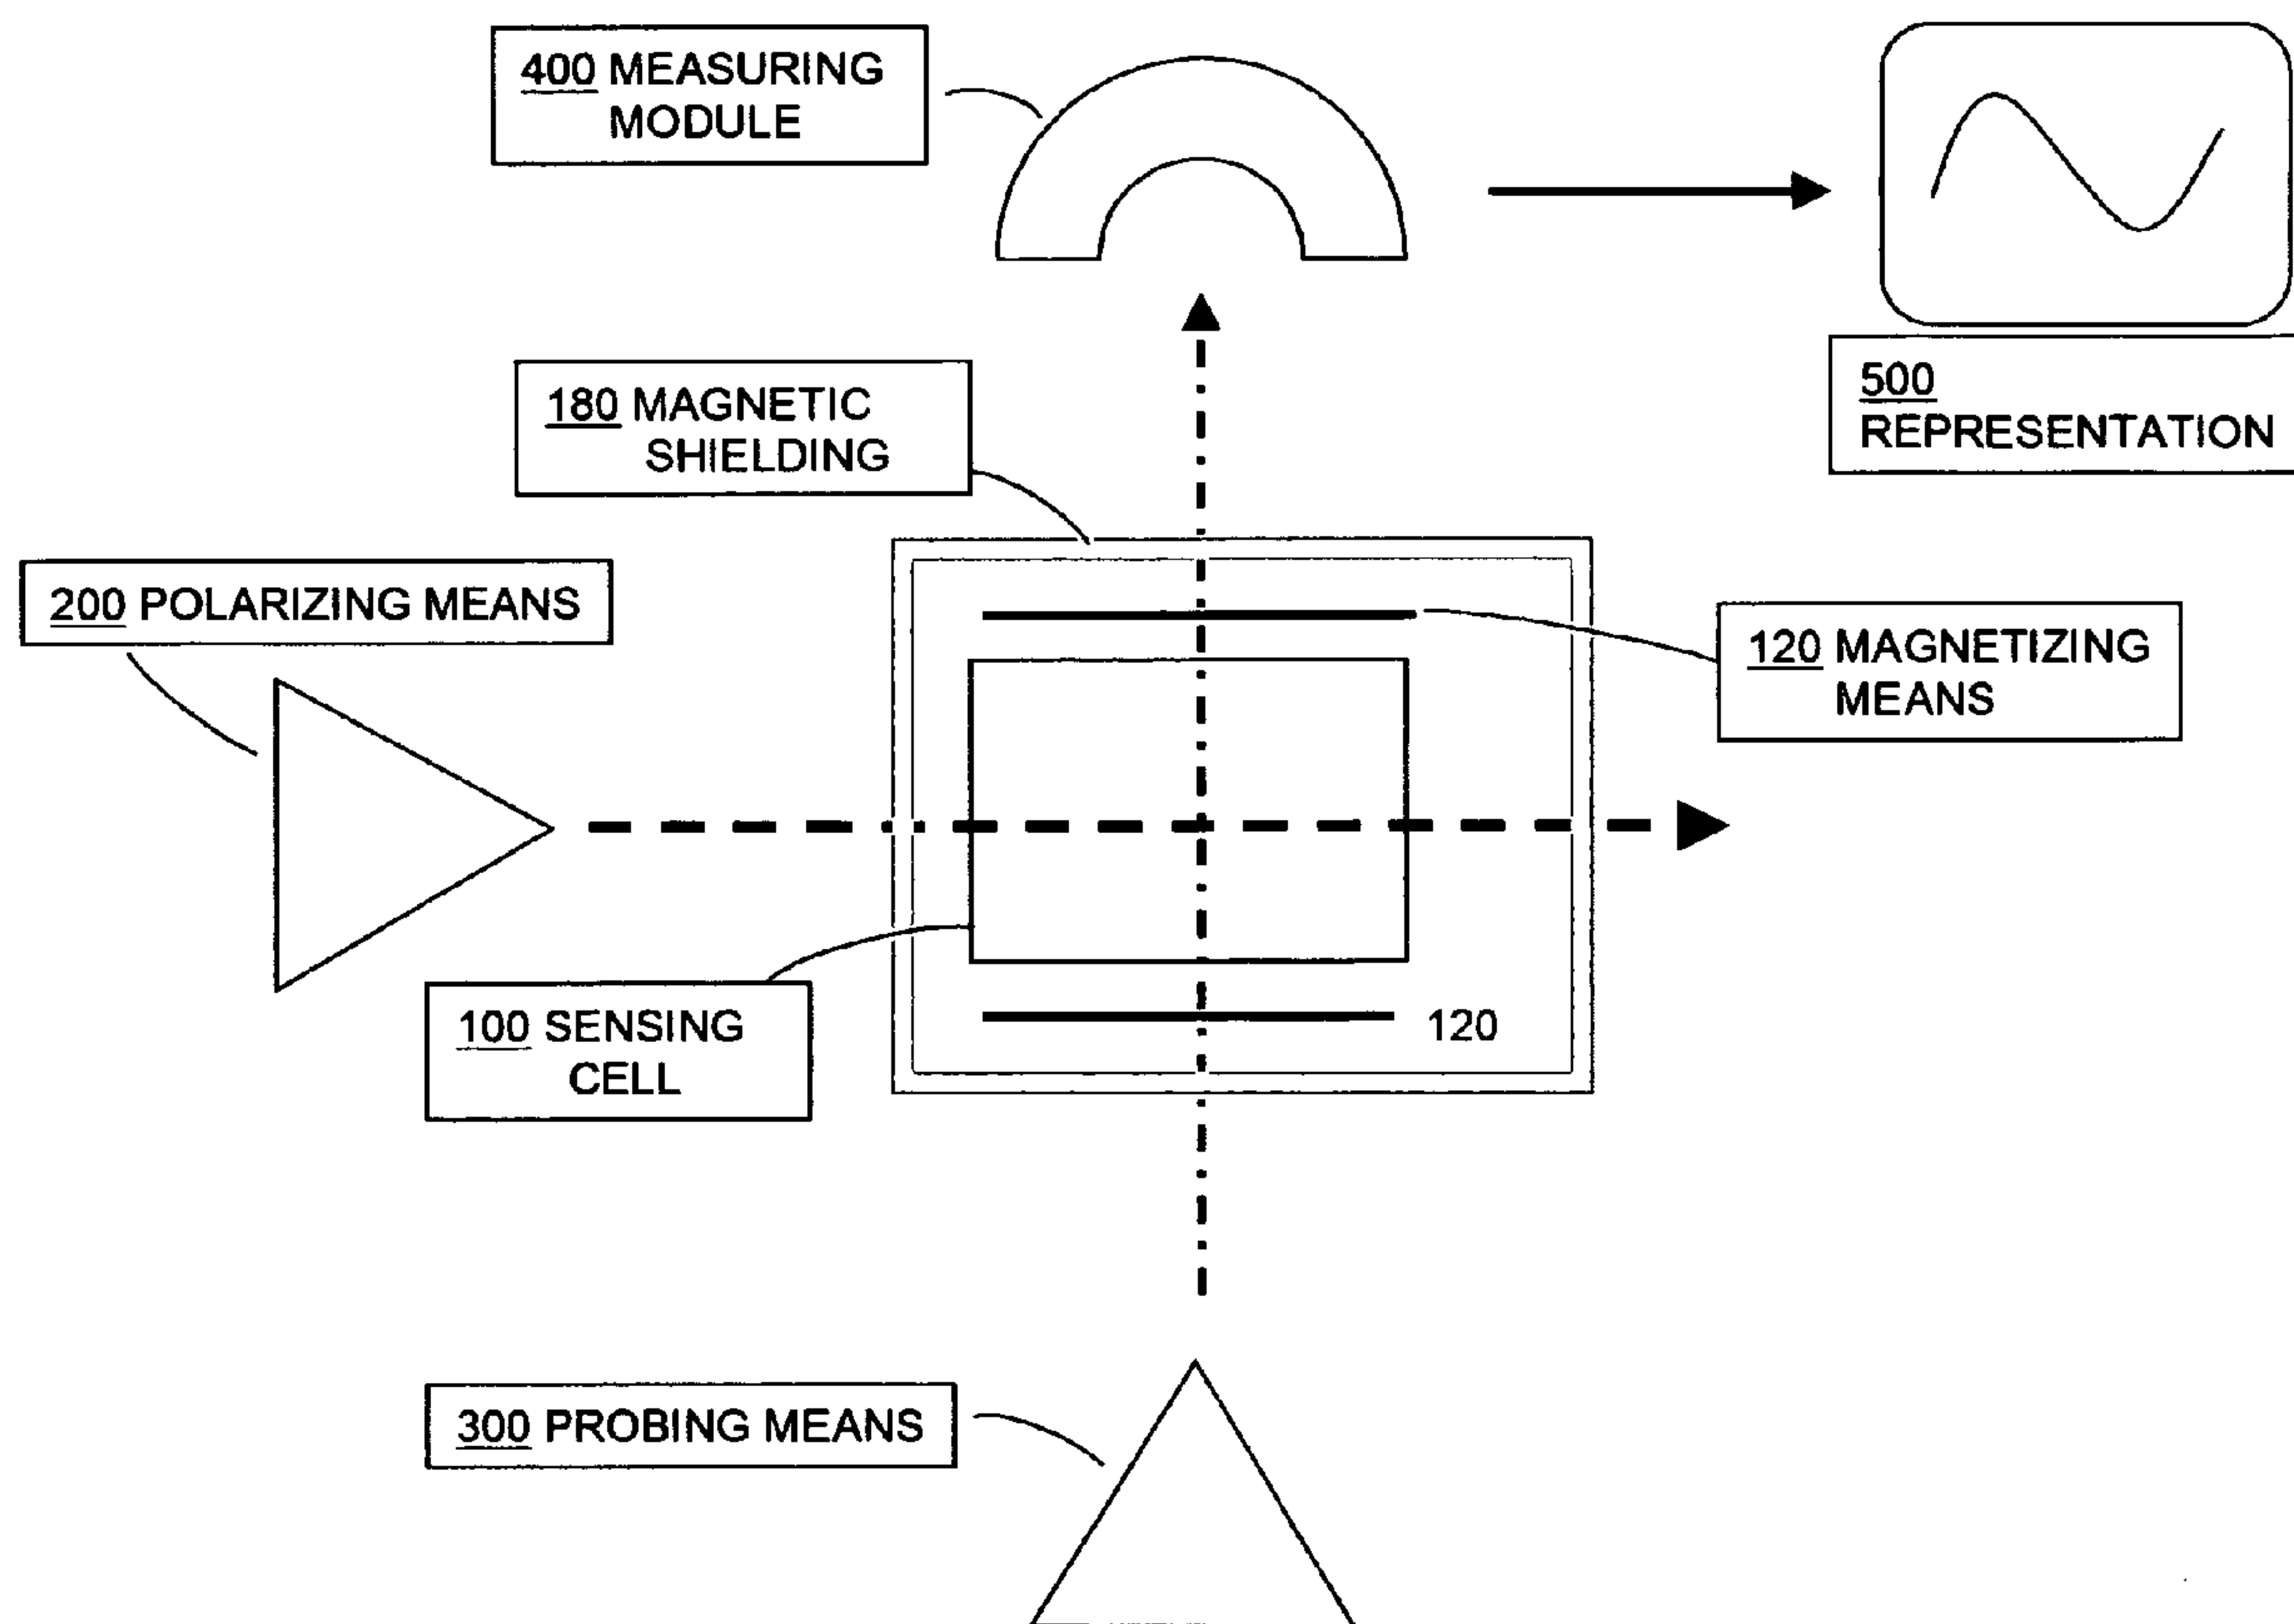 400 MEASURING
MODULE
180 MAGNETIC
SHIELDING
500
REPRESENTATION
200 POLARIZING MEANS
120 MAGNETIZING
MEANS
100 SENSING
CELL
120
300 PROBING MEANS